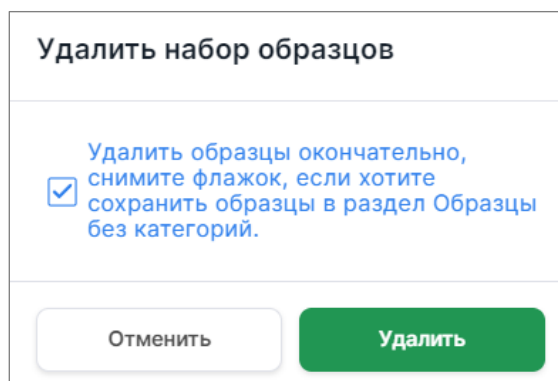 Удалить набор образцов
Удалить образцы окончательно,
снимите флажок, если хотите
сохранить образцы в раздел Образцы
без категорий.
Отменить
Удалить